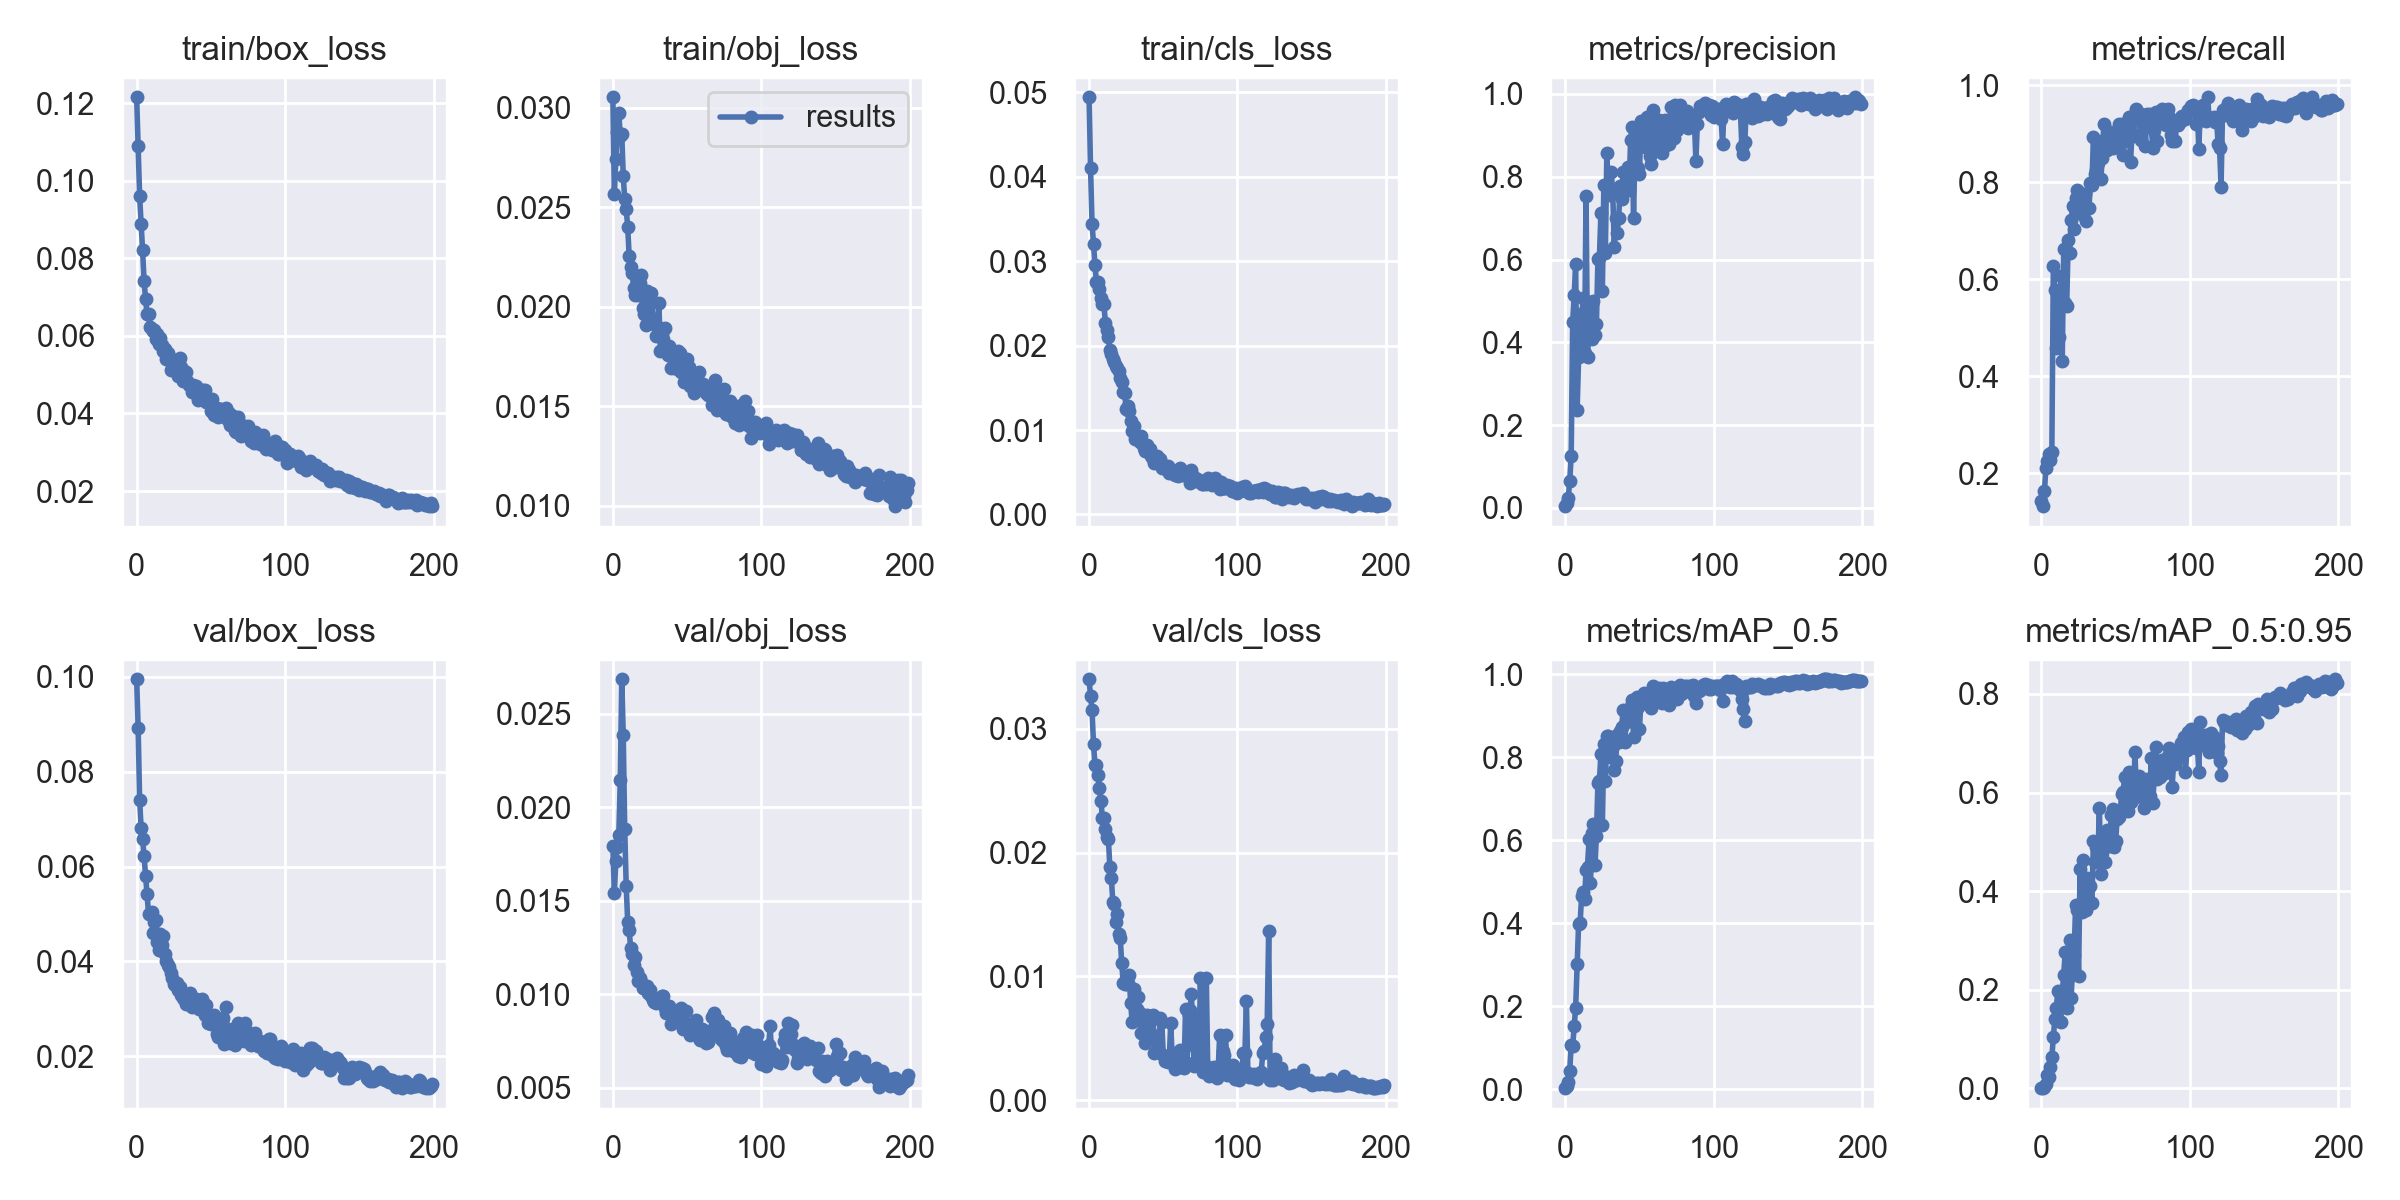 train/box_loss
0.12
0.10
0.08
0.06
0.04
0.02
0 100 200
train/obj_loss
results
0.030
0.025
0.020
0.015
0.010
0 100 200
train/cls_loss
0.05
0.04
0.03
0.02
0.01
0.00
0 100 200
metrics/precision
1.0
0.8
0.6
0.4
0.2
0.0
0 100 200
metrics/recall
1.0
0.8
0.6
0.4
0.2
0 100 200
val/box_loss
0.10
0.08
0.06
0.04
0.02
0 100 200
val/obj_loss
0.025
0.020
0.015
0.010
0.005
0 100 200
val/cls_loss
0.03
0.02
0.01
0.00
0 100 200
metrics/mAP_0.5
1.0
0.8
0.6
0.4
0.2
0.0
0 100 200
metrics/mAP_0.5:0.95
0.8
0.6
0.4
0.2
0.0
0 100 200